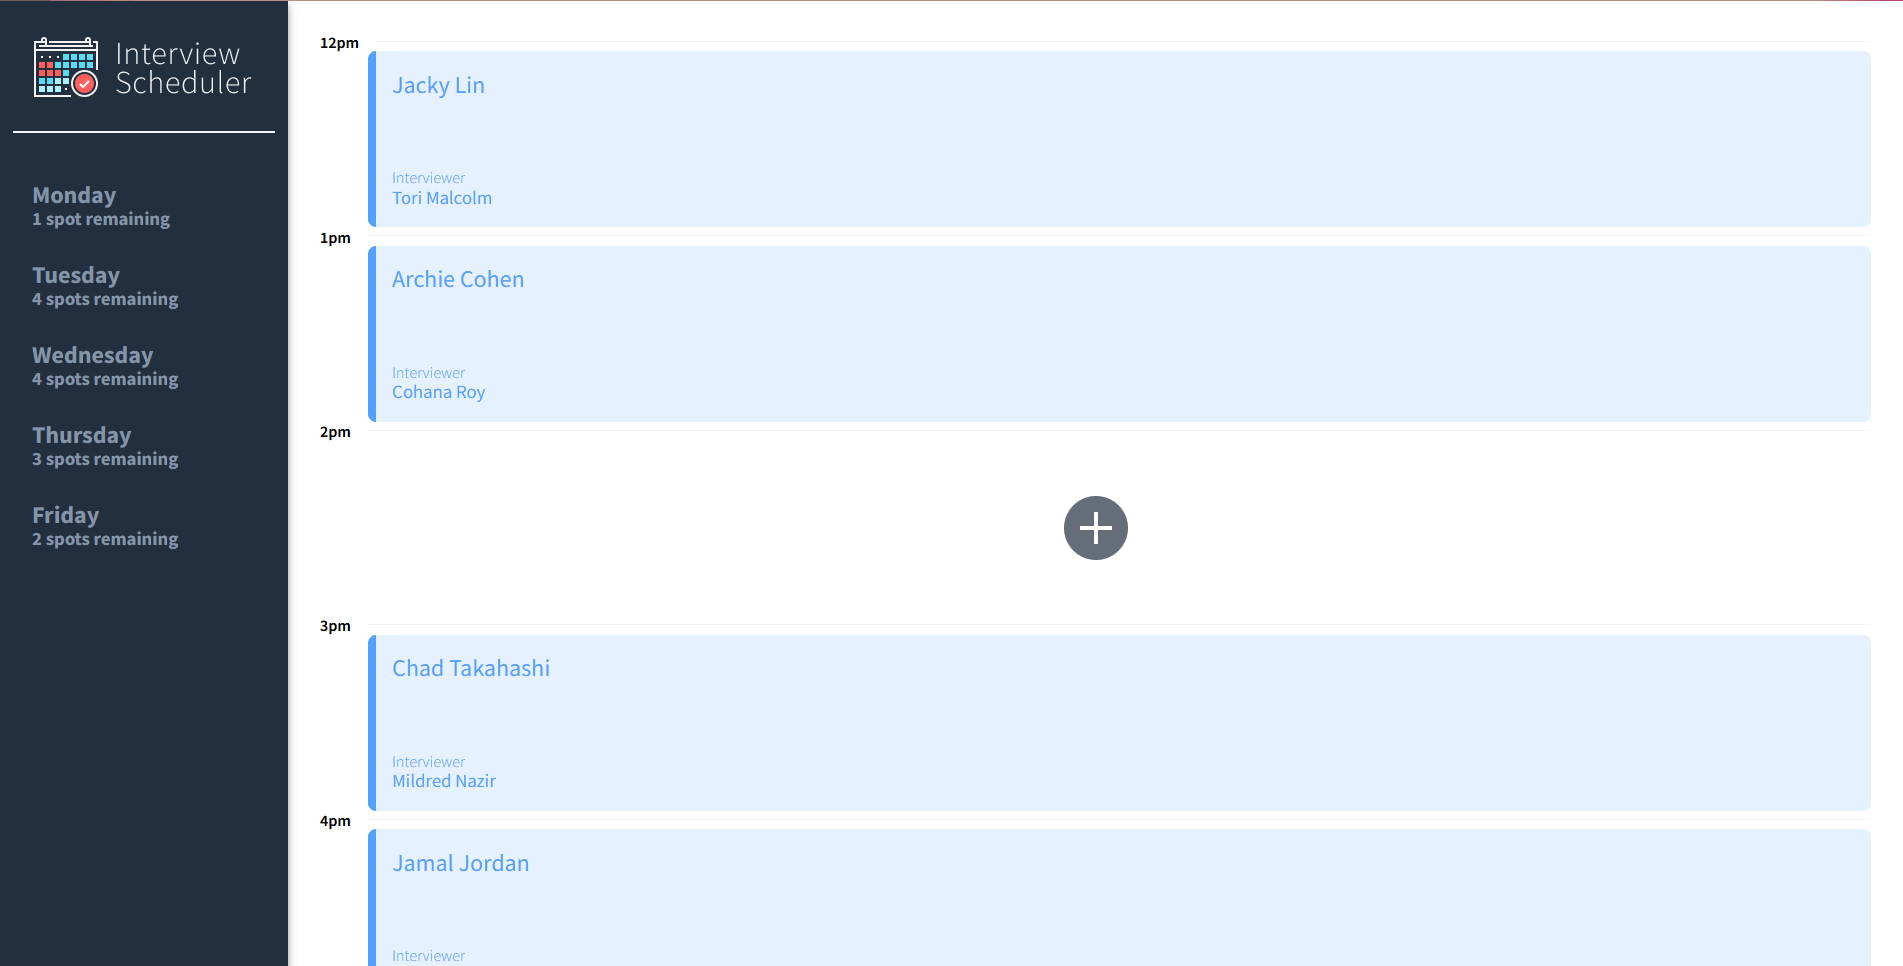 Interview
Scheduler
Monday
1 spot remaining
Tuesday
4 spots remaining
Wednesday
4 spots remaining
Thursday
3 spots remaining
Friday
2 spots remaining
12pm
Jacky Lin
Interviewer
Tori Malcolm
1pm
Archie Cohen
Interviewer
Cohana Roy
2pm
3pm
Chad Takahashi
Interviewer
Mildred Nazir
4pm
Jamal Jordan
Interviewer